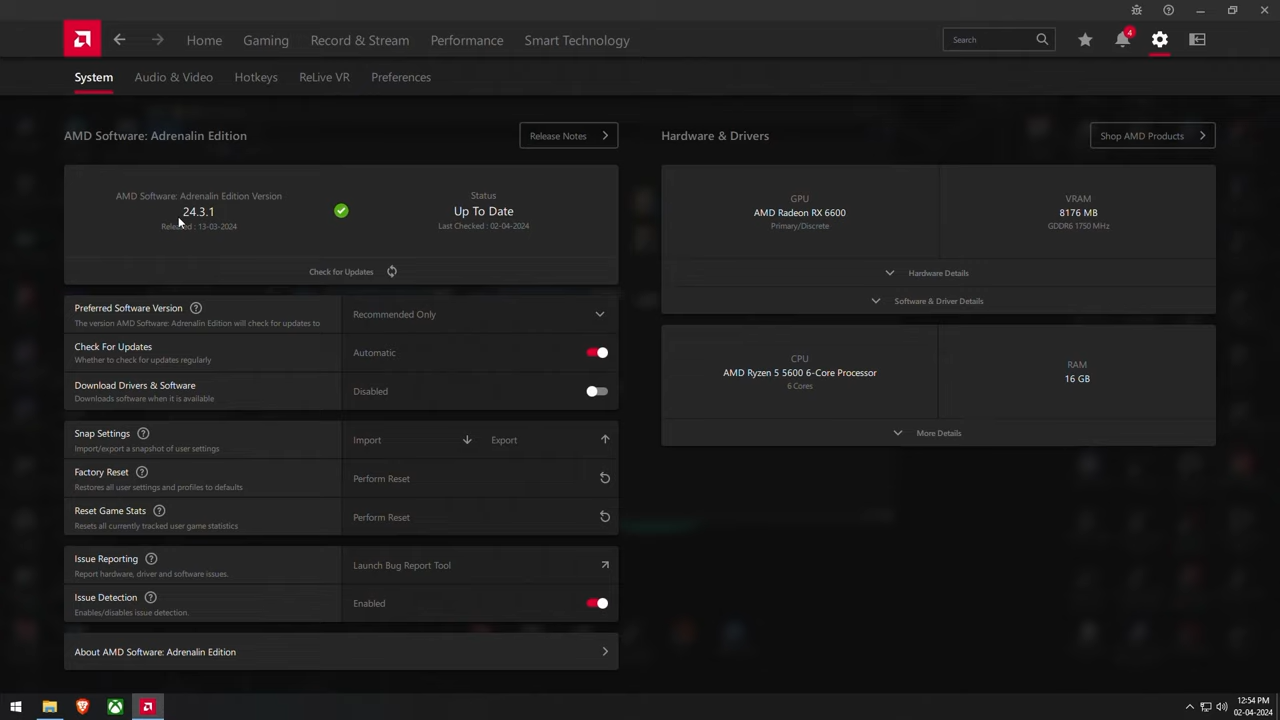 Home
Gaming
Record & Stream
Performance
Smart Technology
Search
4
System
Audio & Video
Hotkeys
ReLive VR
Preferences
AMD Software: Adrenalin Edition
Release Notes
AMD Software: Adrenalin Edition Version
24.3.1
Released : 13-03-2024
Status
Up To Date
Last Checked : 02-04-2024
Check for Updates
Preferred Software Version
The version AMD Software: Adrenalin Edition will check for updates to
Recommended Only
Check For Updates
Whether to check for updates regularly
Automatic
Download Drivers & Software
Downloads software when it is available
Disabled
Snap Settings
Import/export a snapshot of user settings
Import
Export
Factory Reset
Restores all user settings and profiles to defaults
Perform Reset
Reset Game Stats
Resets all currently tracked user game statistics
Perform Reset
Issue Reporting
Report hardware, driver and software issues.
Launch Bug Report Tool
Issue Detection
Enables/disables issue detection.
Enabled
About AMD Software: Adrenalin Edition
Hardware & Drivers
Shop AMD Products
GPU
AMD Radeon RX 6600
Primary/Discrete
VRAM
8176 MB
GDDR6 1750 MHz
Hardware Details
Software & Driver Details
CPU
AMD Ryzen 5 5600 6-Core Processor
6 Cores
RAM
16 GB
More Details
12:54 PM
02-04-2024